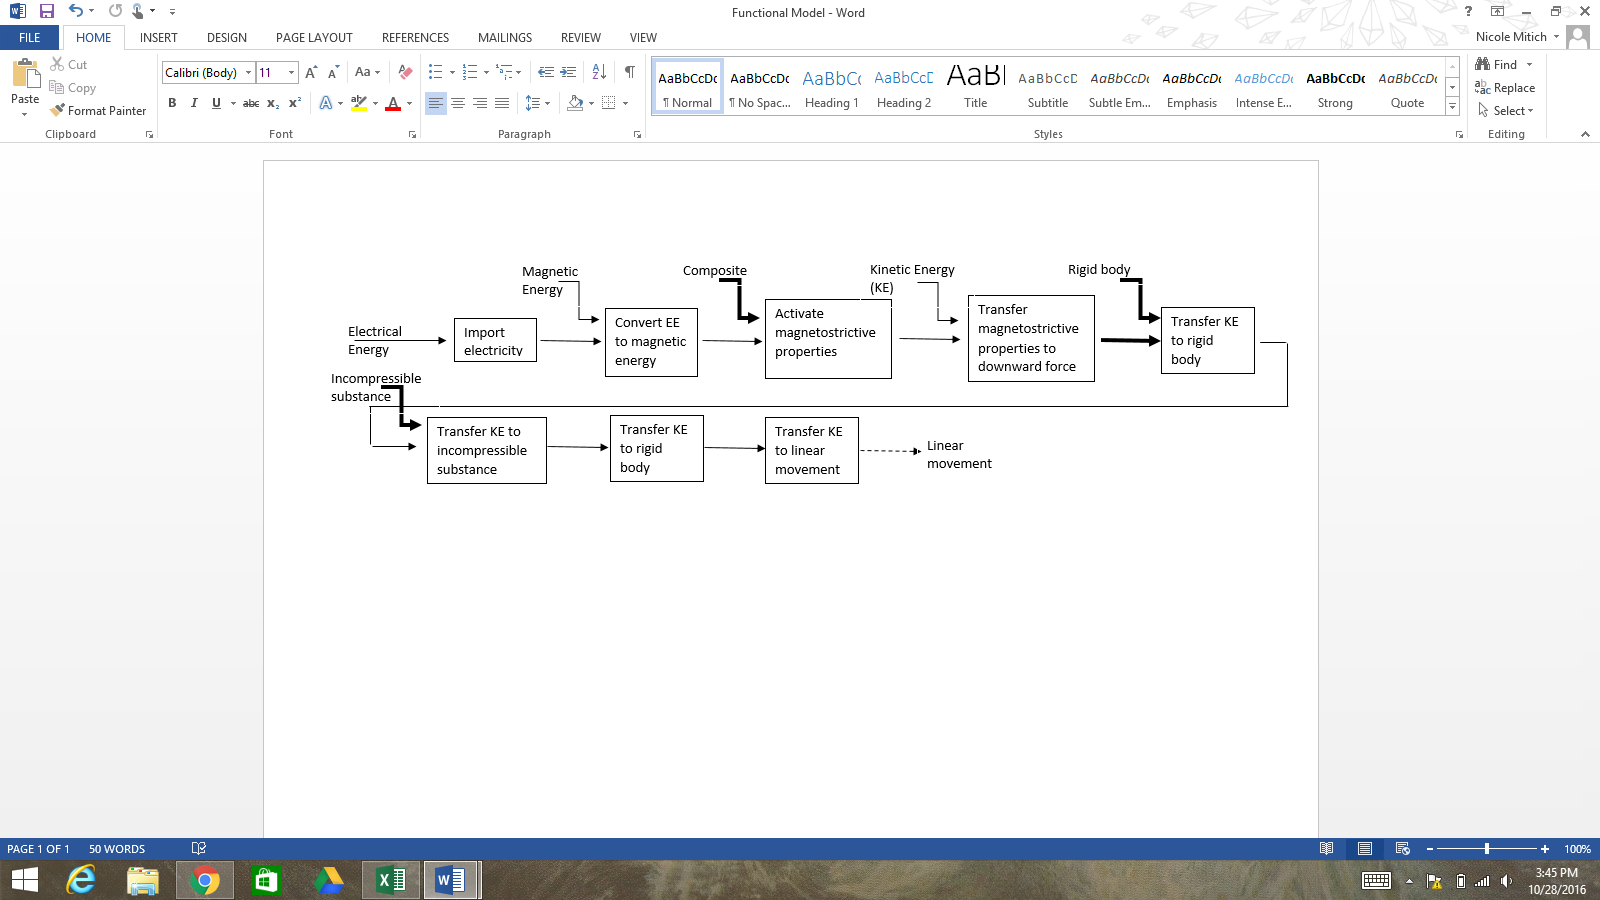 Functional Model - Word
FILE HOME INSERT DESIGN PAGE LAYOUT REFERENCES MAILINGS REVIEW VIEW
Nicole Mitich
Paste
Cut
Copy
Format Painter
Clipboard
Calibri (Body) 11
Font
Paragraph
AaBbCcDc AaBbCcDc AaBbCc AaBbCcD AaBl AaBbCcD AaBbCcDc AaBbCcDc AaBbCcDc AaBbCcDc AaBbCcDc
¶ Normal ¶ No Spac... Heading 1 Heading 2 Title Subtitle Subtle Em... Emphasis Intense E... Strong Quote
Styles
Find
Replace
Select
Editing
Electrical
Energy
Import
electricity
Magnetic
Energy
Convert EE
to magnetic
energy
Composite
Activate
magnetostrictive
properties
Kinetic Energy
(KE)
Transfer
magnetostrictive
properties to
downward force
Rigid body
Transfer KE
to rigid
body
Incompressible
substance
Transfer KE to
incompressible
substance
Transfer KE
to rigid
body
Transfer KE
to linear
movement
Linear
movement
PAGE 1 OF 1 50 WORDS
100%
3:45 PM
10/28/2016